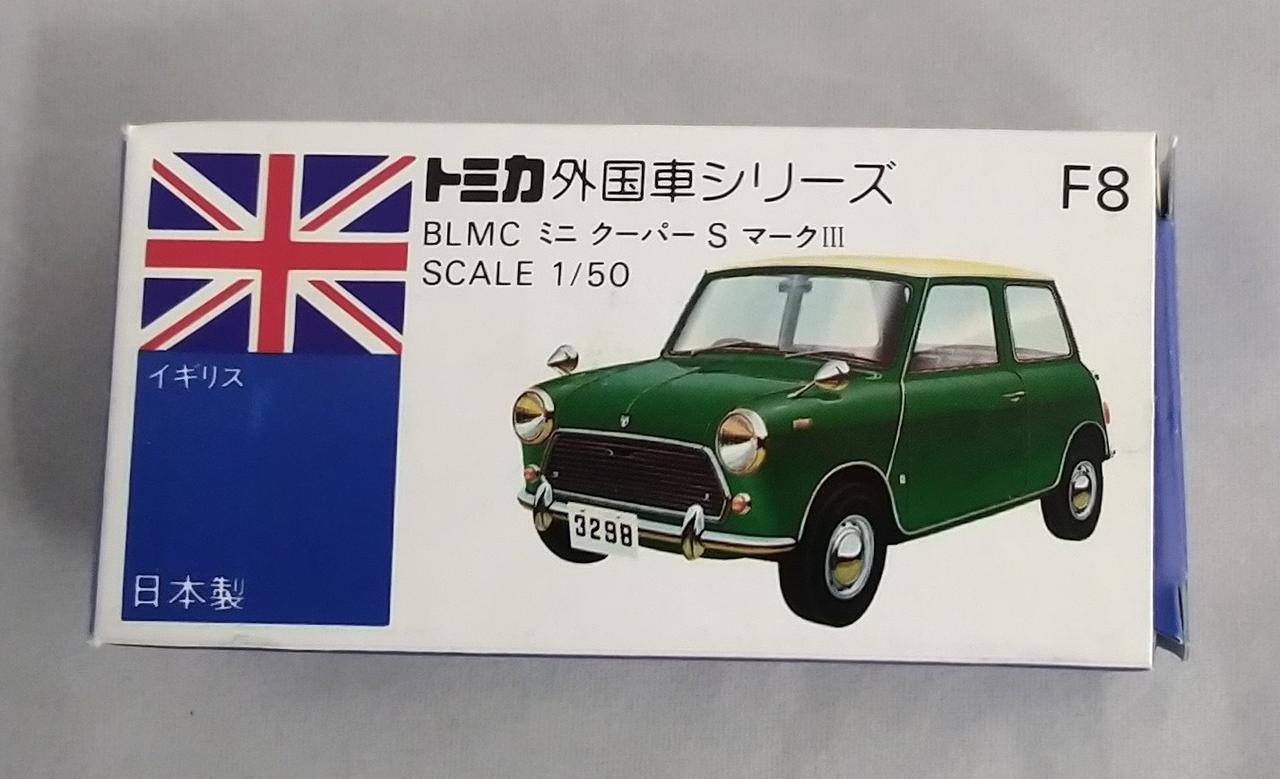 トミカ外国車シリーズ F8
BLMC ミニ クーパー S マークIII
SCALE 1/50
イギリス
3298
日本製